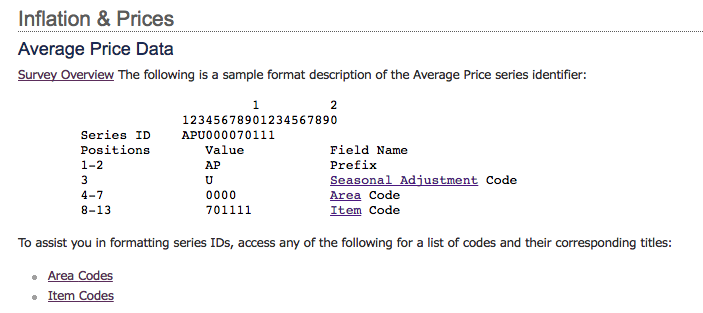 Inflation & Prices
Average Price Data
Survey Overview The following is a sample format description of the Average Price series identifier:
1 2
12345678901234567890
Series ID APU000070111
Positions Value Field Name
1-2 AP Prefix
3 U Seasonal Adjustment Code
4-7 0000 Area Code
8-13 701111 Item Code
To assist you in formatting series IDs, access any of the following for a list of codes and their corresponding titles:
Area Codes
Item Codes